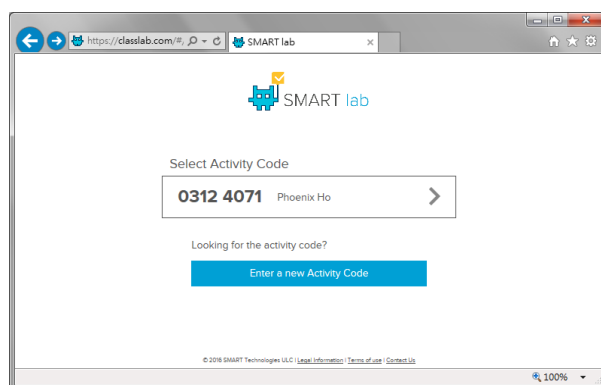 https://classlab.com/#, SMART lab
SMART lab
Select Activity Code
0312 4071 Phoenix Ho
Looking for the activity code?
Enter a new Activity Code
© 2016 SMART Technologies ULC | Legal Information | Terms of use | Contact Us
100%